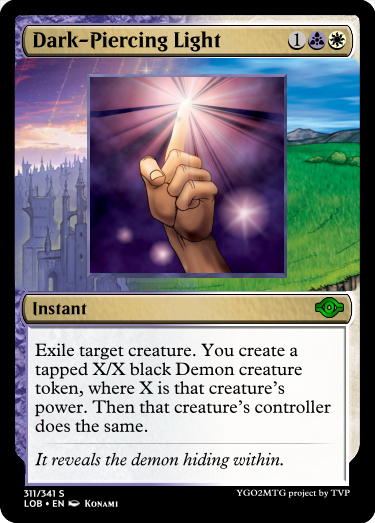 Dark-Piercing Light 1
Instant
Exile target creature. You create a
tapped X/X black Demon creature
token, where X is that creature's
power. Then that creature's controller
does the same.
It reveals the demon hiding within.
311/341 S
LOB • EN Konami
YGO2MTG project by TVP